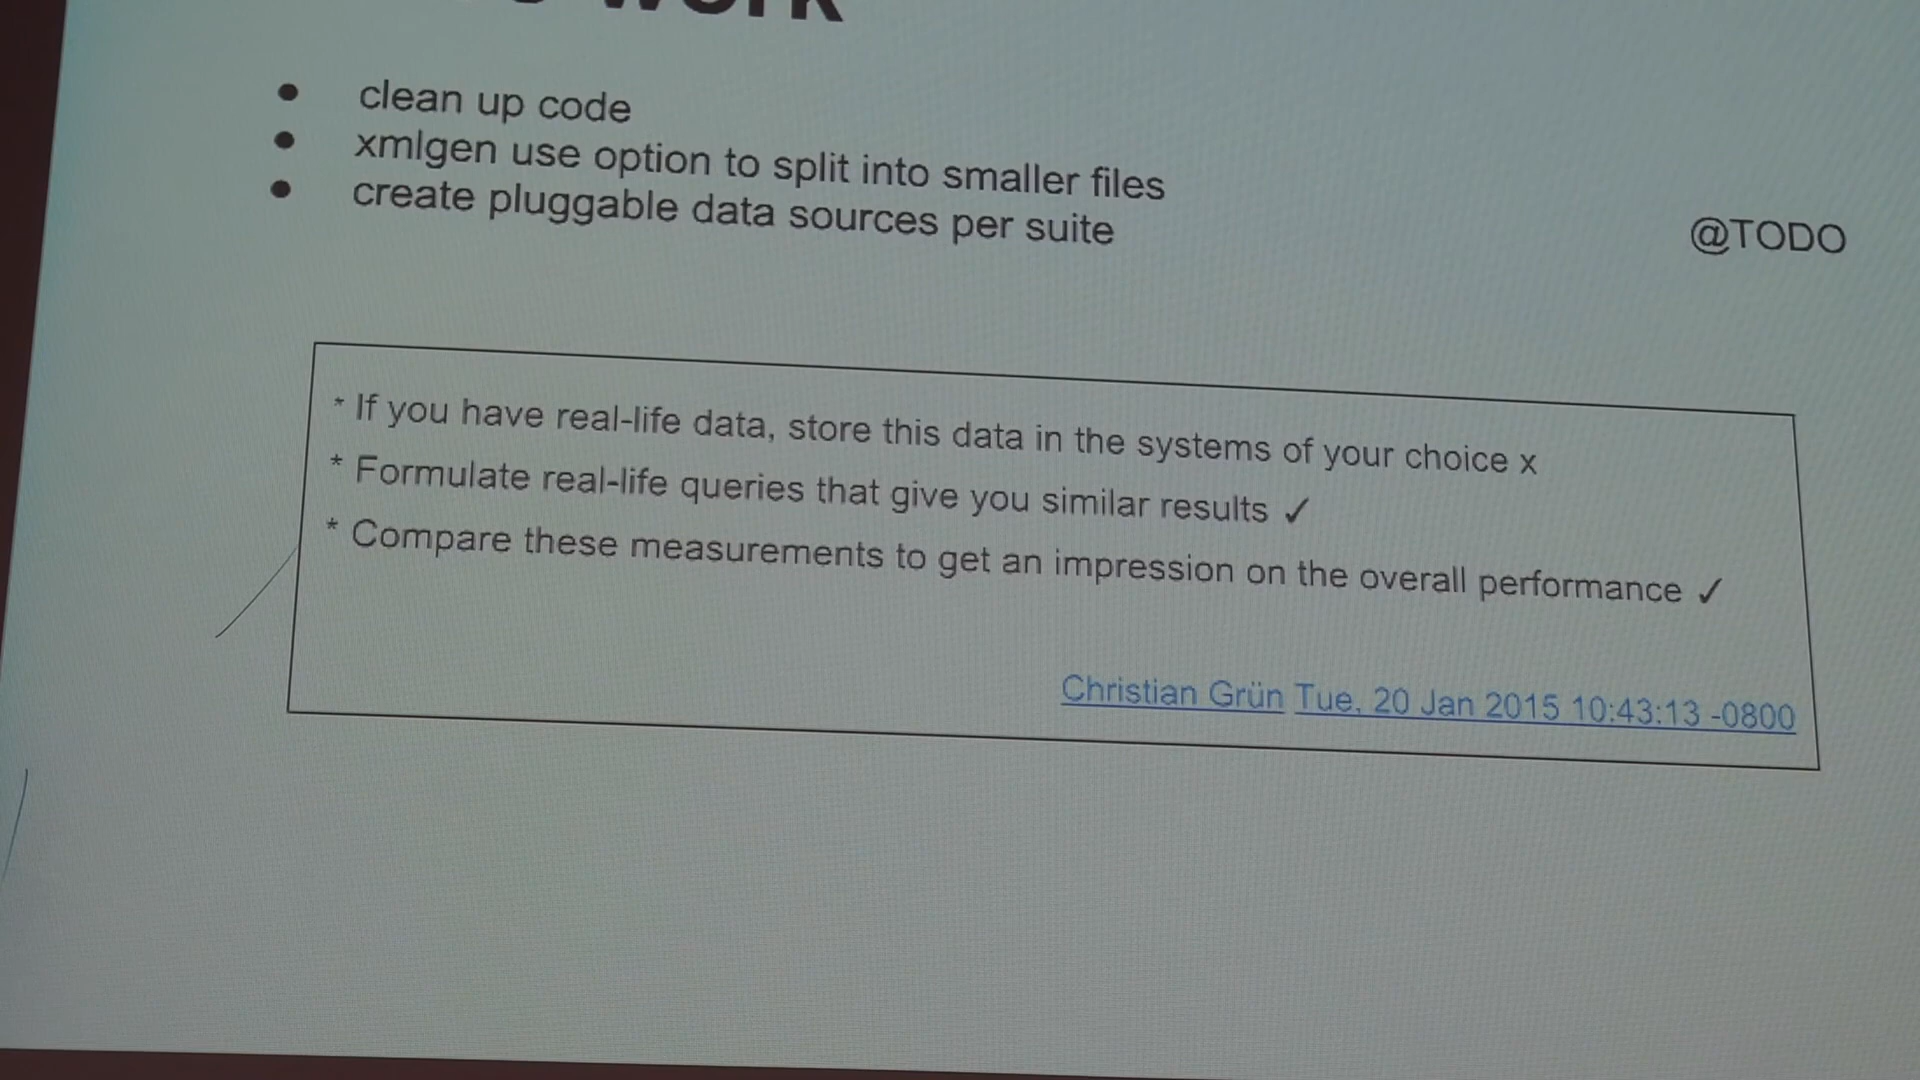 work
• clean up code
• xmlgen use option to split into smaller files
• create pluggable data sources per suite
@TODO
* If you have real-life data, store this data in the systems of your choice x
* Formulate real-life queries that give you similar results ✓
* Compare these measurements to get an impression on the overall performance ✓
Christian Grün Tue, 20 Jan 2015 10:43:13 -0800